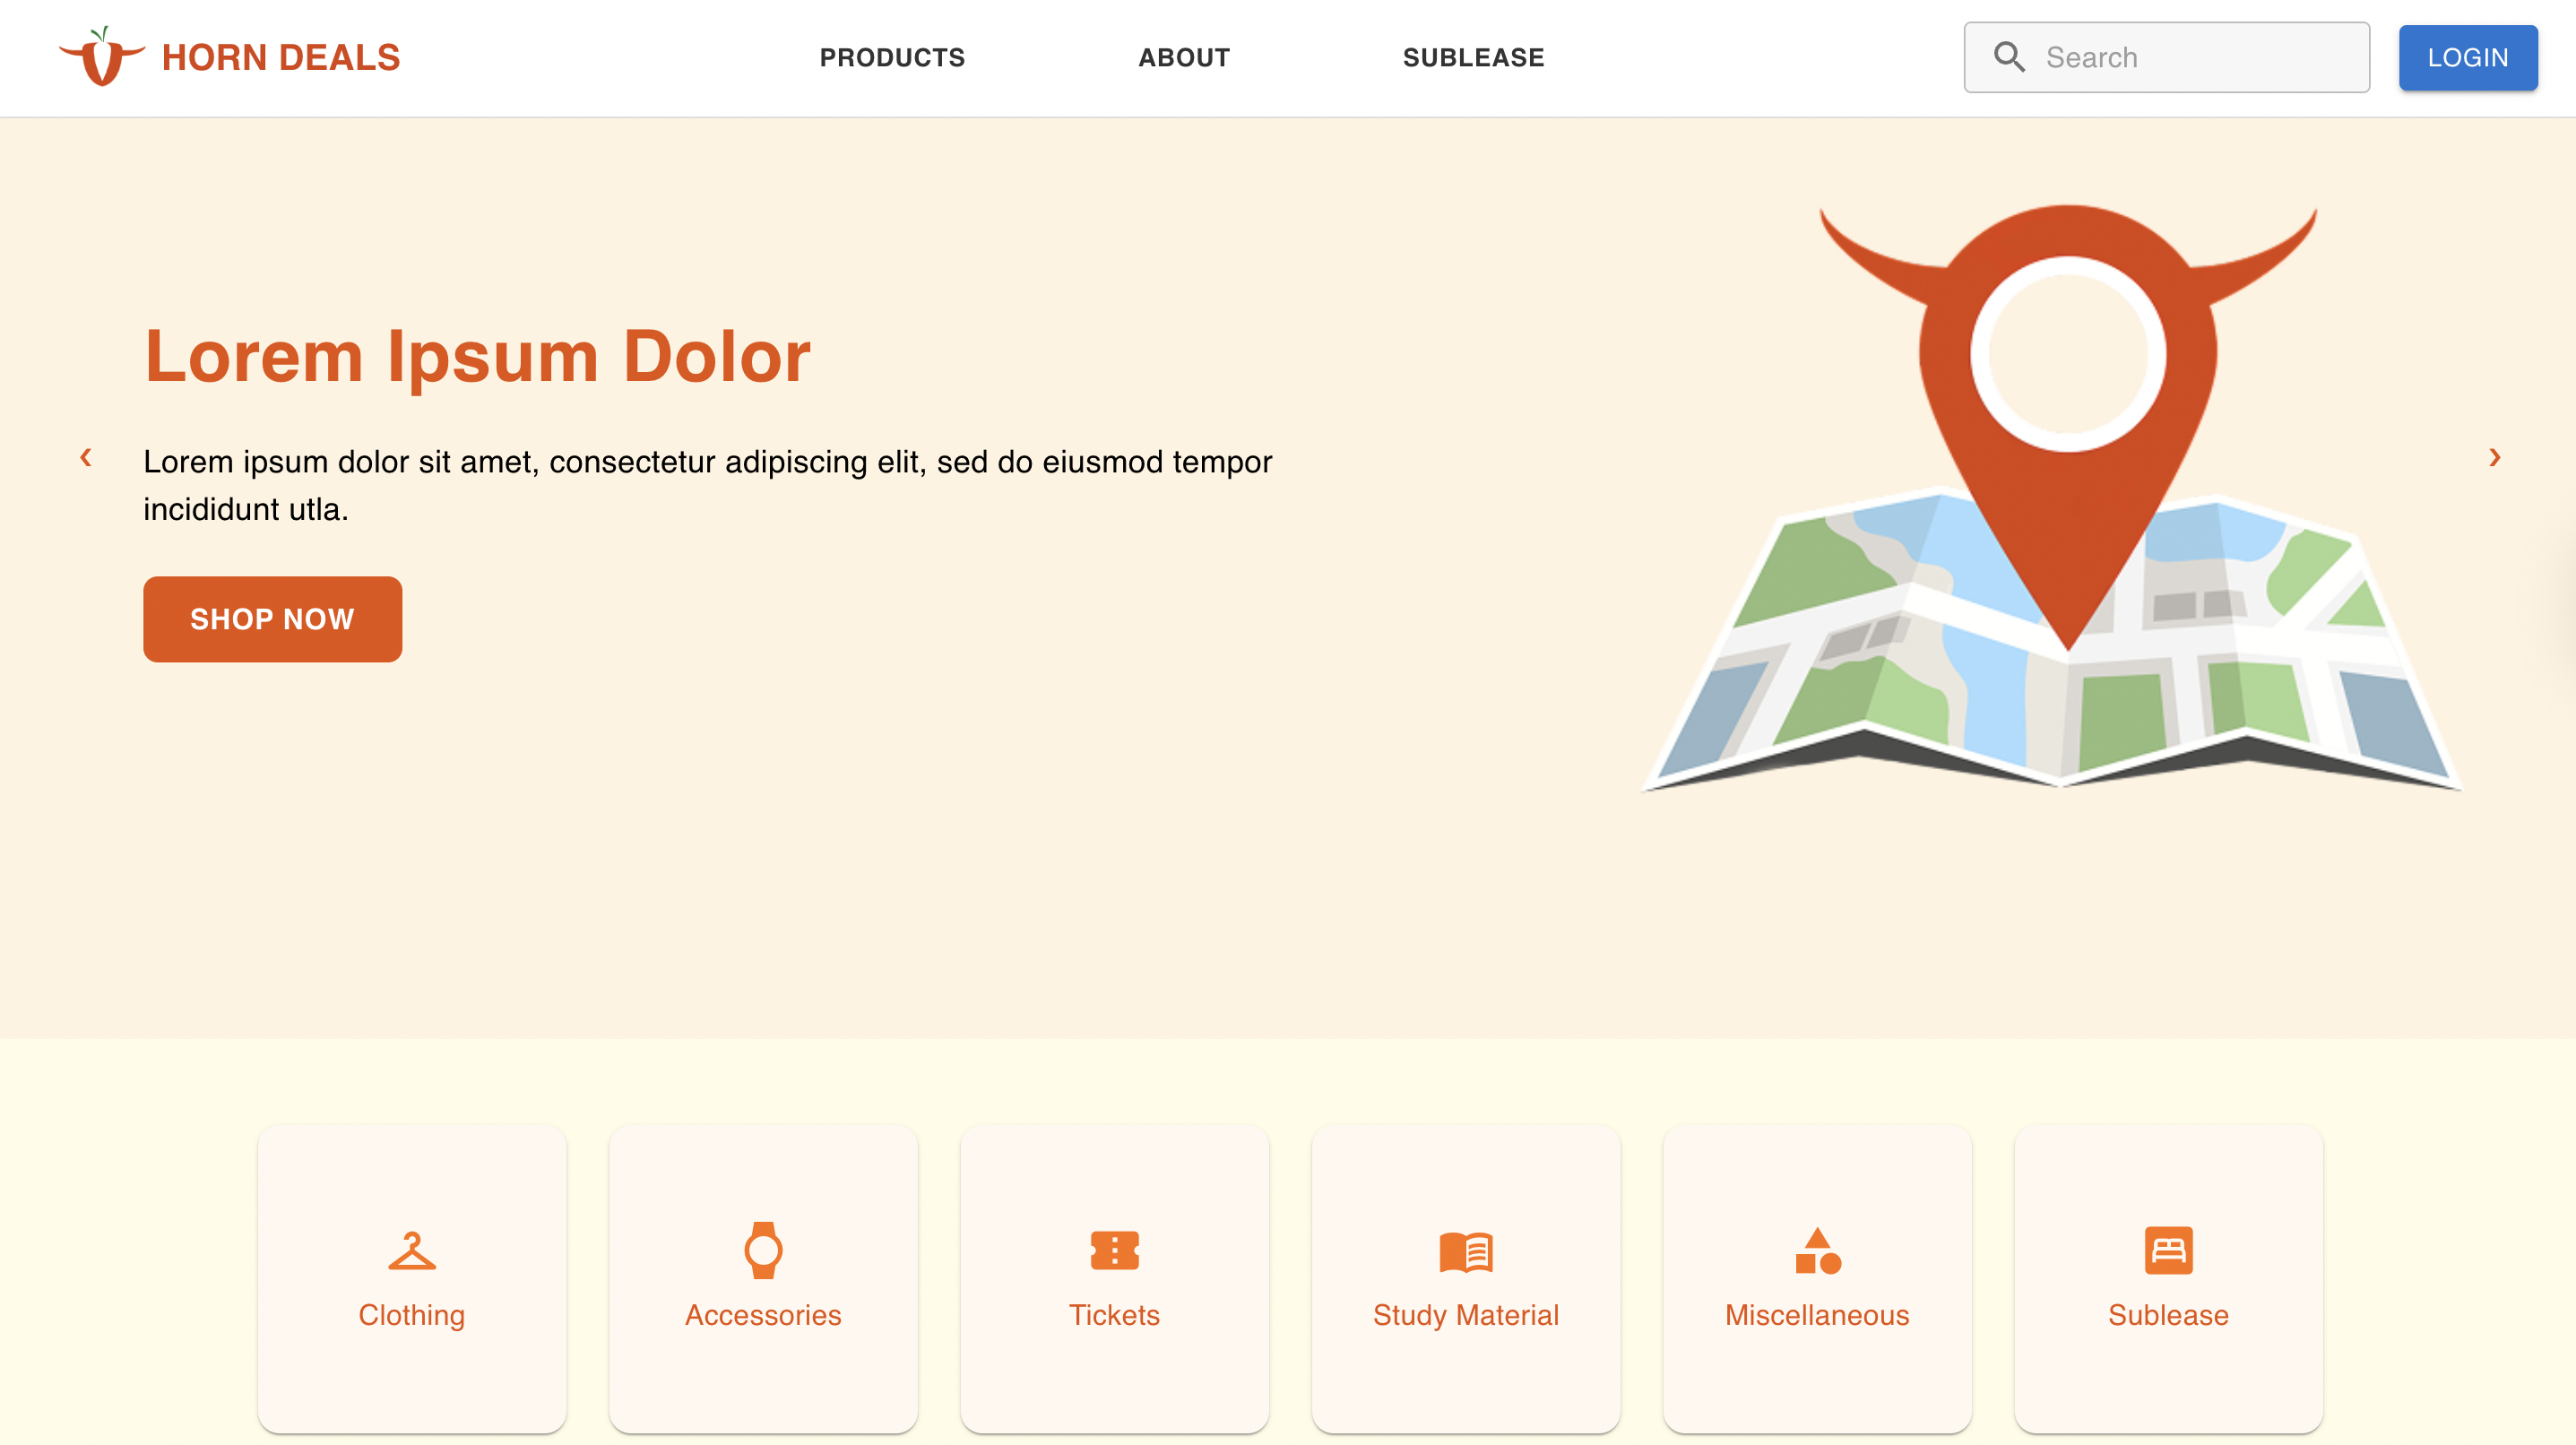 HORN DEALS
PRODUCTS
ABOUT
SUBLEASE
Search
LOGIN
Lorem Ipsum Dolor
Lorem ipsum dolor sit amet, consectetur adipiscing elit, sed do eiusmod tempor
incididunt utla.
SHOP NOW
Clothing
Accessories
Tickets
Study Material
Miscellaneous
Sublease